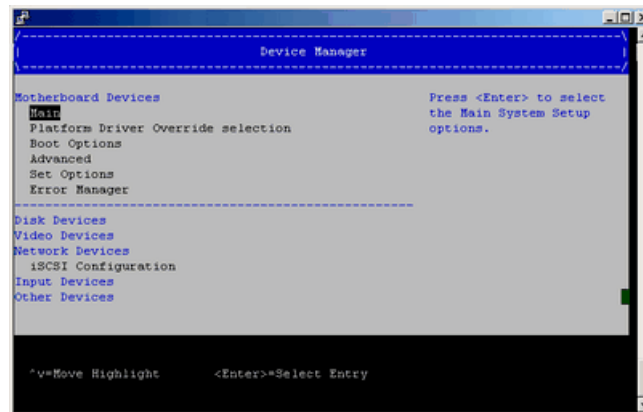 Device Manager
Motherboard Devices
Main
Platform Driver Override selection
Boot Options
Advanced
Set Options
Error Manager
Disk Devices
Video Devices
Network Devices
iSCSI Configuration
Input Devices
Other Devices
Press <Enter> to select
the Main System Setup
options.
^v=Move Highlight <Enter>=Select Entry